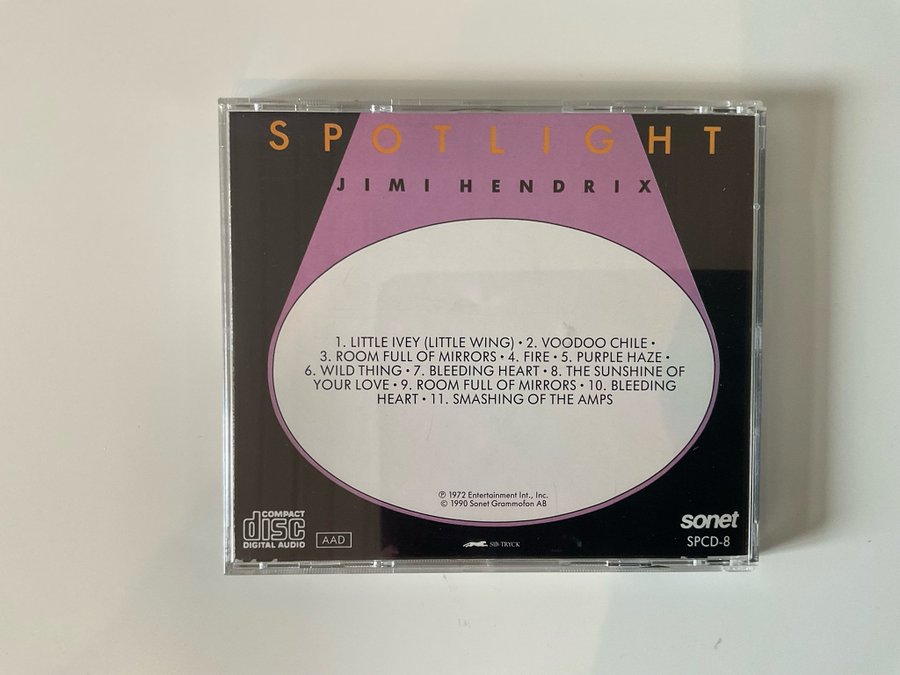 SPOTLIGHT
JIMI HENDRIX
1. LITTLE IVEY (LITTLE WING) • 2. VOODOO CHILE •
3. ROOM FULL OF MIRRORS • 4. FIRE • 5. PURPLE HAZE •
6. WILD THING • 7. BLEEDING HEART • 8. THE SUNSHINE OF
YOUR LOVE • 9. ROOM FULL OF MIRRORS • 10. BLEEDING
HEART • 11. SMASHING OF THE AMPS
℗ 1972 Entertainment Int., Inc.
© 1990 Sonet Grammofon AB
COMPACT
disc
DIGITAL AUDIO
AAD
SIB-TRYCK
sonet
SPCD-8